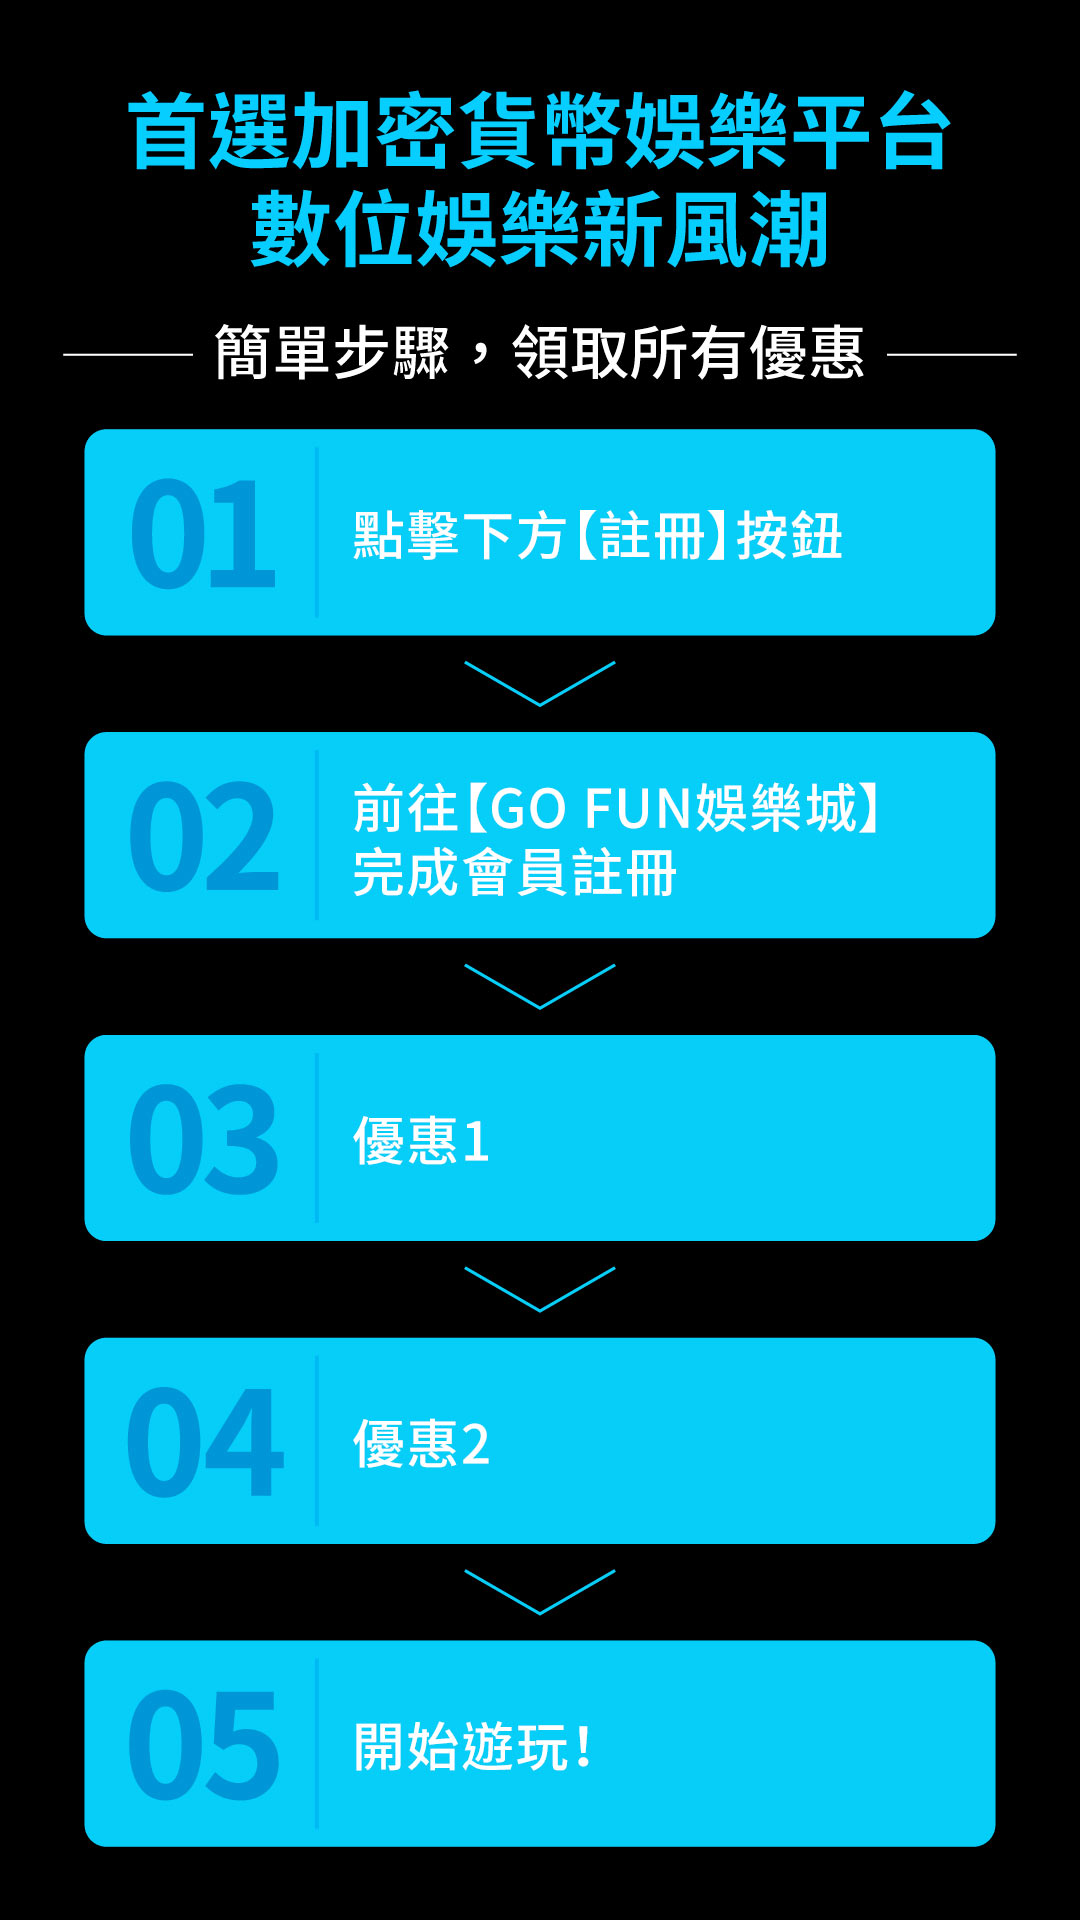 首選加密貨幣娛樂平台
數位娛樂新風潮
簡單步驟，領取所有優惠
01
點擊下方【註冊】按鈕
02
前往【GO FUN娛樂城】
完成會員註冊
03
優惠1
04
優惠2
05
開始遊玩！